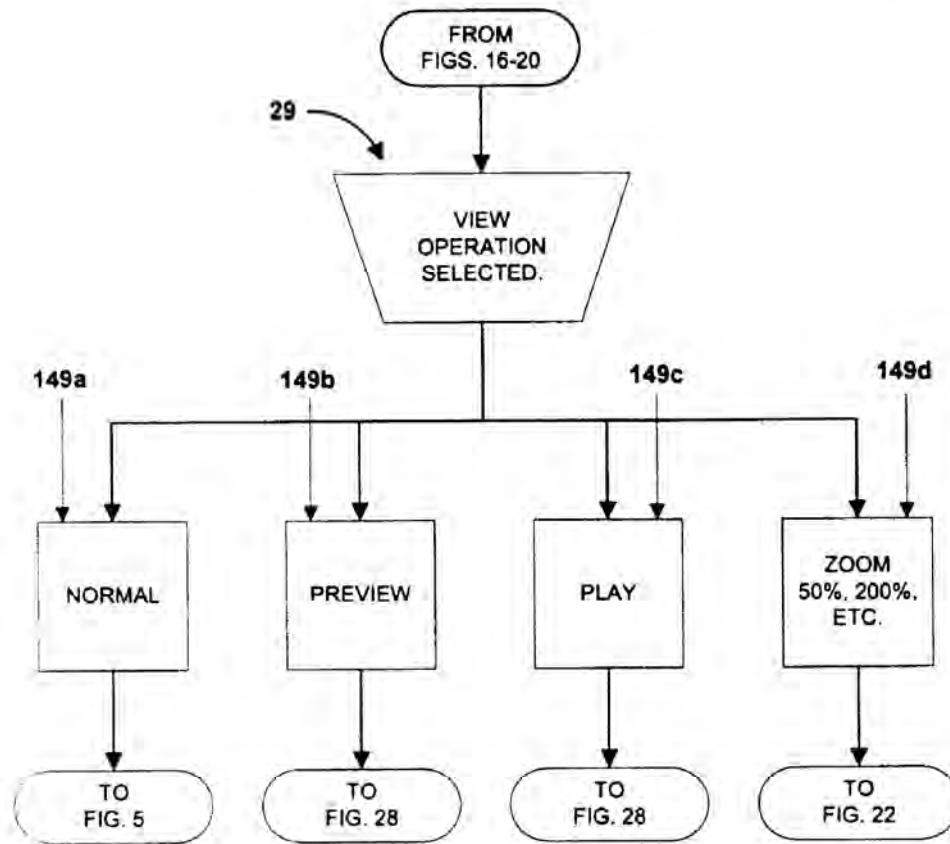 FROM
FIGS. 16-20
29
VIEW
OPERATION
SELECTED.
149a
149b
149c
149d
NORMAL
PREVIEW
PLAY
ZOOM
50%, 200%,
ETC.
TO
FIG. 5
TO
FIG. 28
TO
FIG. 28
TO
FIG. 22